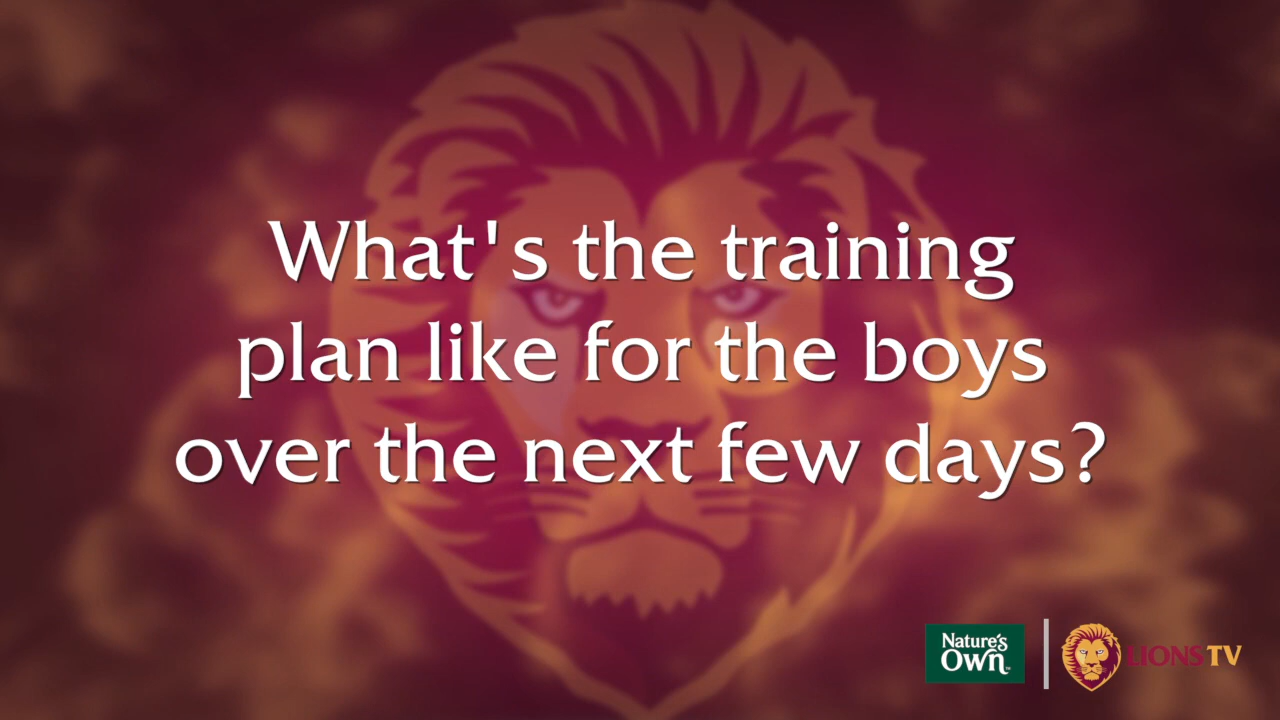 What's the training
plan like for the boys
over the next few days?
Nature's
Own
LIONS TV